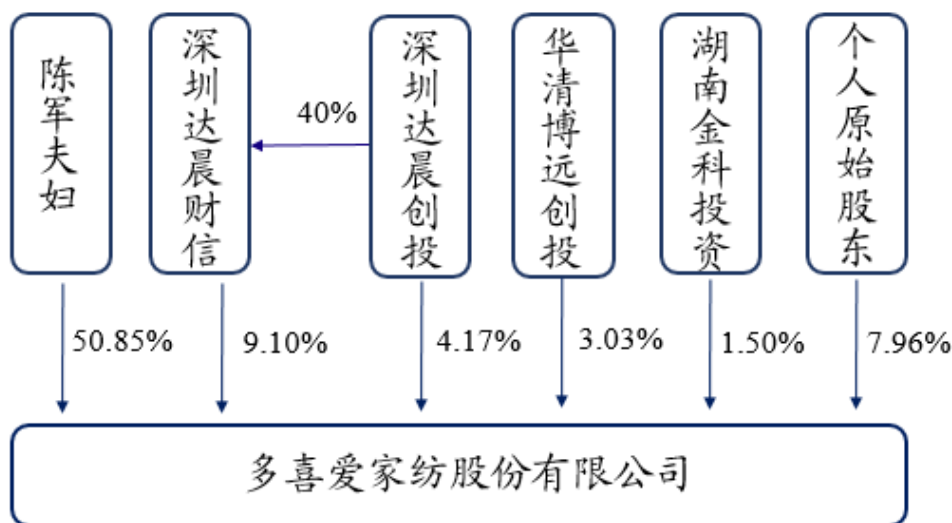 陈军夫妇
深圳达晨财信
深圳达晨创投
华清博远创投
湖南金科投资
个人原始股东
40%
50.85%
9.10%
4.17%
3.03%
1.50%
7.96%
多喜爱家纺股份有限公司